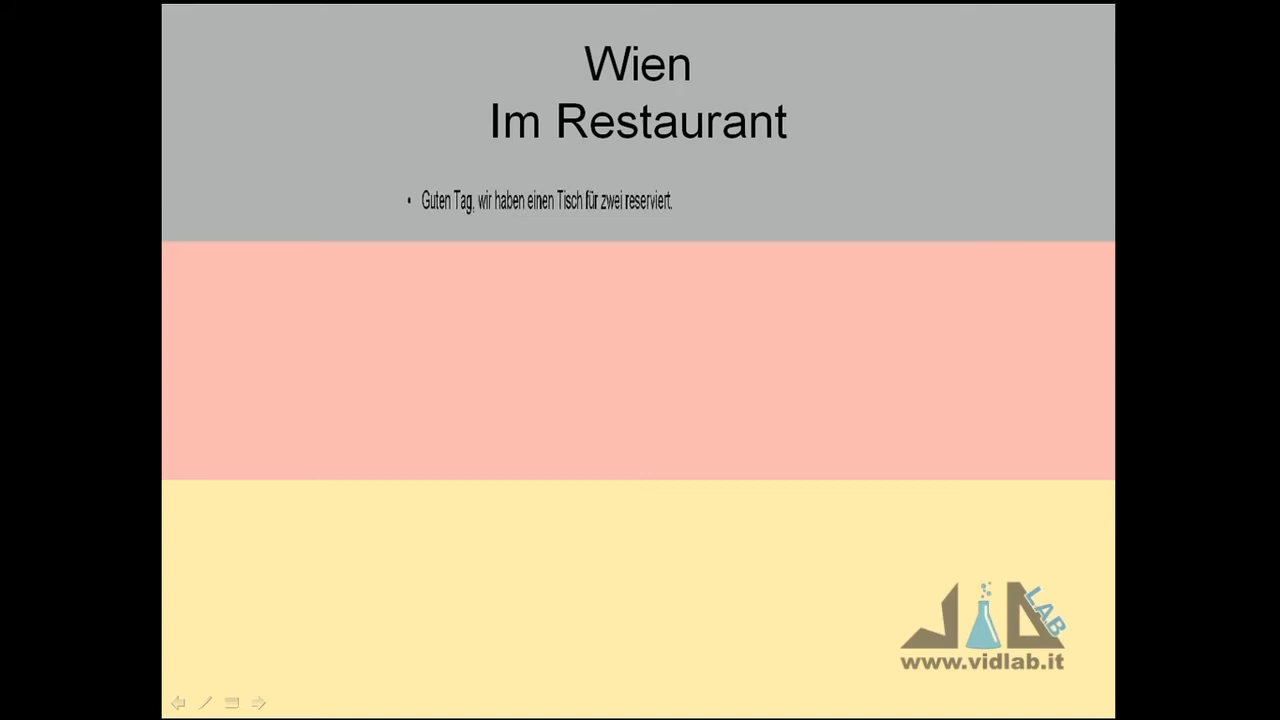 Wien
Im Restaurant
• Guten Tag, wir haben einen Tisch für zwei reserviert.
LAB
www.vidlab.it